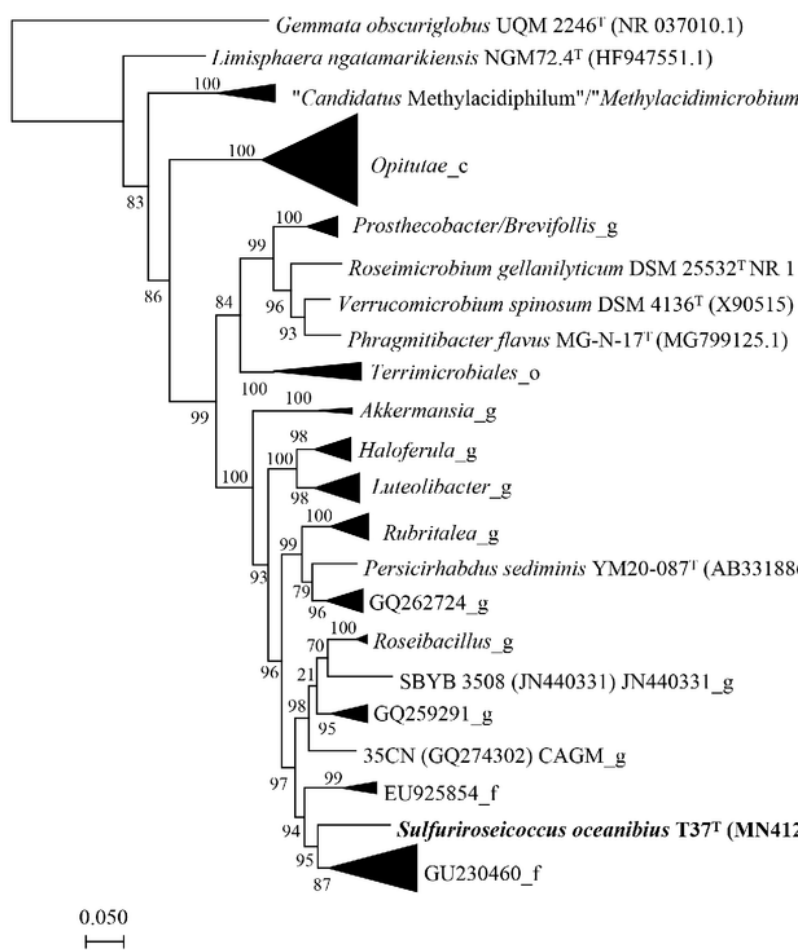 Gemmata obscuriglobus UQM 2246ᵀ (NR 037010.1)
Limisphaera ngatamarikiensis NGM72.4ᵀ (HF947551.1)
100
"Candidatus Methylacidiphilum"/"Methylacidimicrobium
100
Opitutae_c
83
100
Prosthecobacter/Brevifollis_g
99
Roseimicrobium gellanilyticum DSM 25532ᵀ NR 1
86
84
96
Verrucomicrobium spinosum DSM 4136ᵀ (X90515)
93
Phragmitibacter flavus MG-N-17ᵀ (MG799125.1)
100
Terrimicrobiales_o
99
100
Akkermansia_g
98
Haloferula_g
100
100
98
Luteolibacter_g
100
Rubritalea_g
99
93
Persicirhabdus sediminis YM20-087ᵀ (AB33188
79
96
GQ262724_g
100
Roseibacillus_g
70
96
21
SBYB 3508 (JN440331) JN440331_g
98
95
GQ259291_g
35CN (GQ274302) CAGM_g
97
99
EU925854_f
94
Sulfuriroseicoccus oceanibius T37ᵀ (MN412
95
87
GU230460_f
0.050